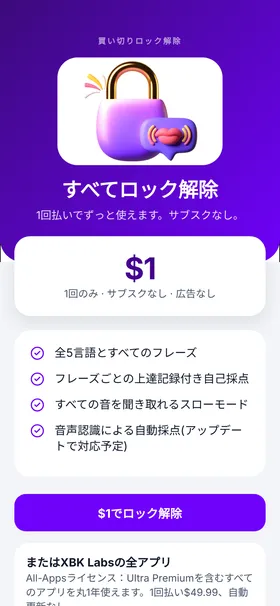 買い切りロック解除
すべてロック解除
1回払いでずっと使えます。サブスクなし。
$1
1回のみ · サブスクなし · 広告なし
全5言語とすべてのフレーズ
フレーズごとの上達記録付き自己採点
すべての音を聞き取れるスローモード
音声認識による自動採点(アップデー
トで対応予定)
$1でロック解除
またはXBK Labsの全アプリ
All-Appsライセンス：Ultra Premiumを含むすべて
のアプリを丸1年使えます。1回払い$49.99、自動
更新なし